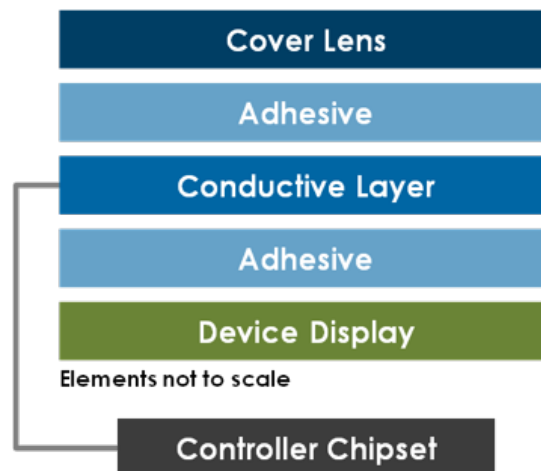 Cover Lens
Adhesive
Conductive Layer
Adhesive
Device Display
Elements not to scale
Controller Chipset